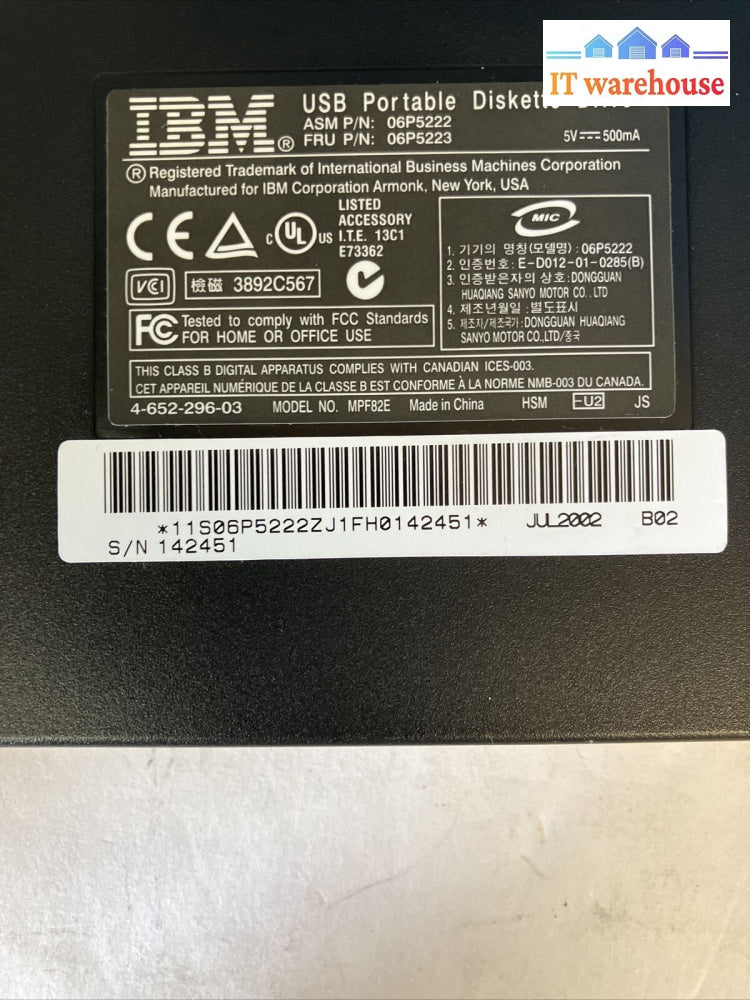 IT warehouse
IBM®
USB Portable Diskette Drive
ASM P/N: 06P5222
FRU P/N: 06P5223
5V⎓500mA
® Registered Trademark of International Business Machines Corporation
Manufactured for IBM Corporation Armonk, New York, USA
CE
c UL us
LISTED
ACCESSORY
I.T.E. 13C1
E73362
MIC
1. 기기의 명칭(모델명) : 06P5222
2. 인증번호: E-D012-01-0285(B)
3. 인증받은자의 상호: DONGGUAN
HUAQIANG SANYO MOTOR CO., LTD
4. 제조년월일 : 별도표시
5. 제조자/제조국가: DONGGUAN HUAQIANG
SANYO MOTOR CO.,LTD/중국
VCI
檢磁 3892C567
FC Tested to comply with FCC Standards
FOR HOME OR OFFICE USE
THIS CLASS B DIGITAL APPARATUS COMPLIES WITH CANADIAN ICES-003.
CET APPAREIL NUMÉRIQUE DE LA CLASSE B EST CONFORME À LA NORME NMB-003 DU CANADA.
4-652-296-03 MODEL NO. MPF82E Made in China HSM EU2 JS
*11S06P5222ZJ1FH0142451* JUL2002 B02
S/N 142451